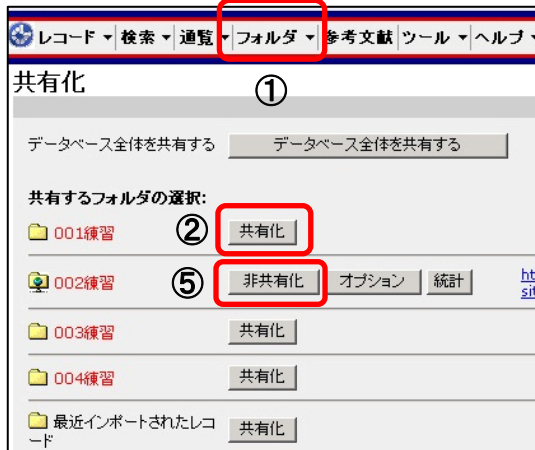 レコード ▾ 検索 ▾ 通覧 ▾ フォルダ ▾ 参考文献 ツール ▾ ヘルプ ▾
共有化
①
データベース全体を共有する データベース全体を共有する
共有するフォルダの選択:
001練習 ② 共有化
002練習 ⑤ 非共有化 オプション 統計 ht
sit
003練習 共有化
004練習 共有化
最近インポートされたレコ
ード 共有化